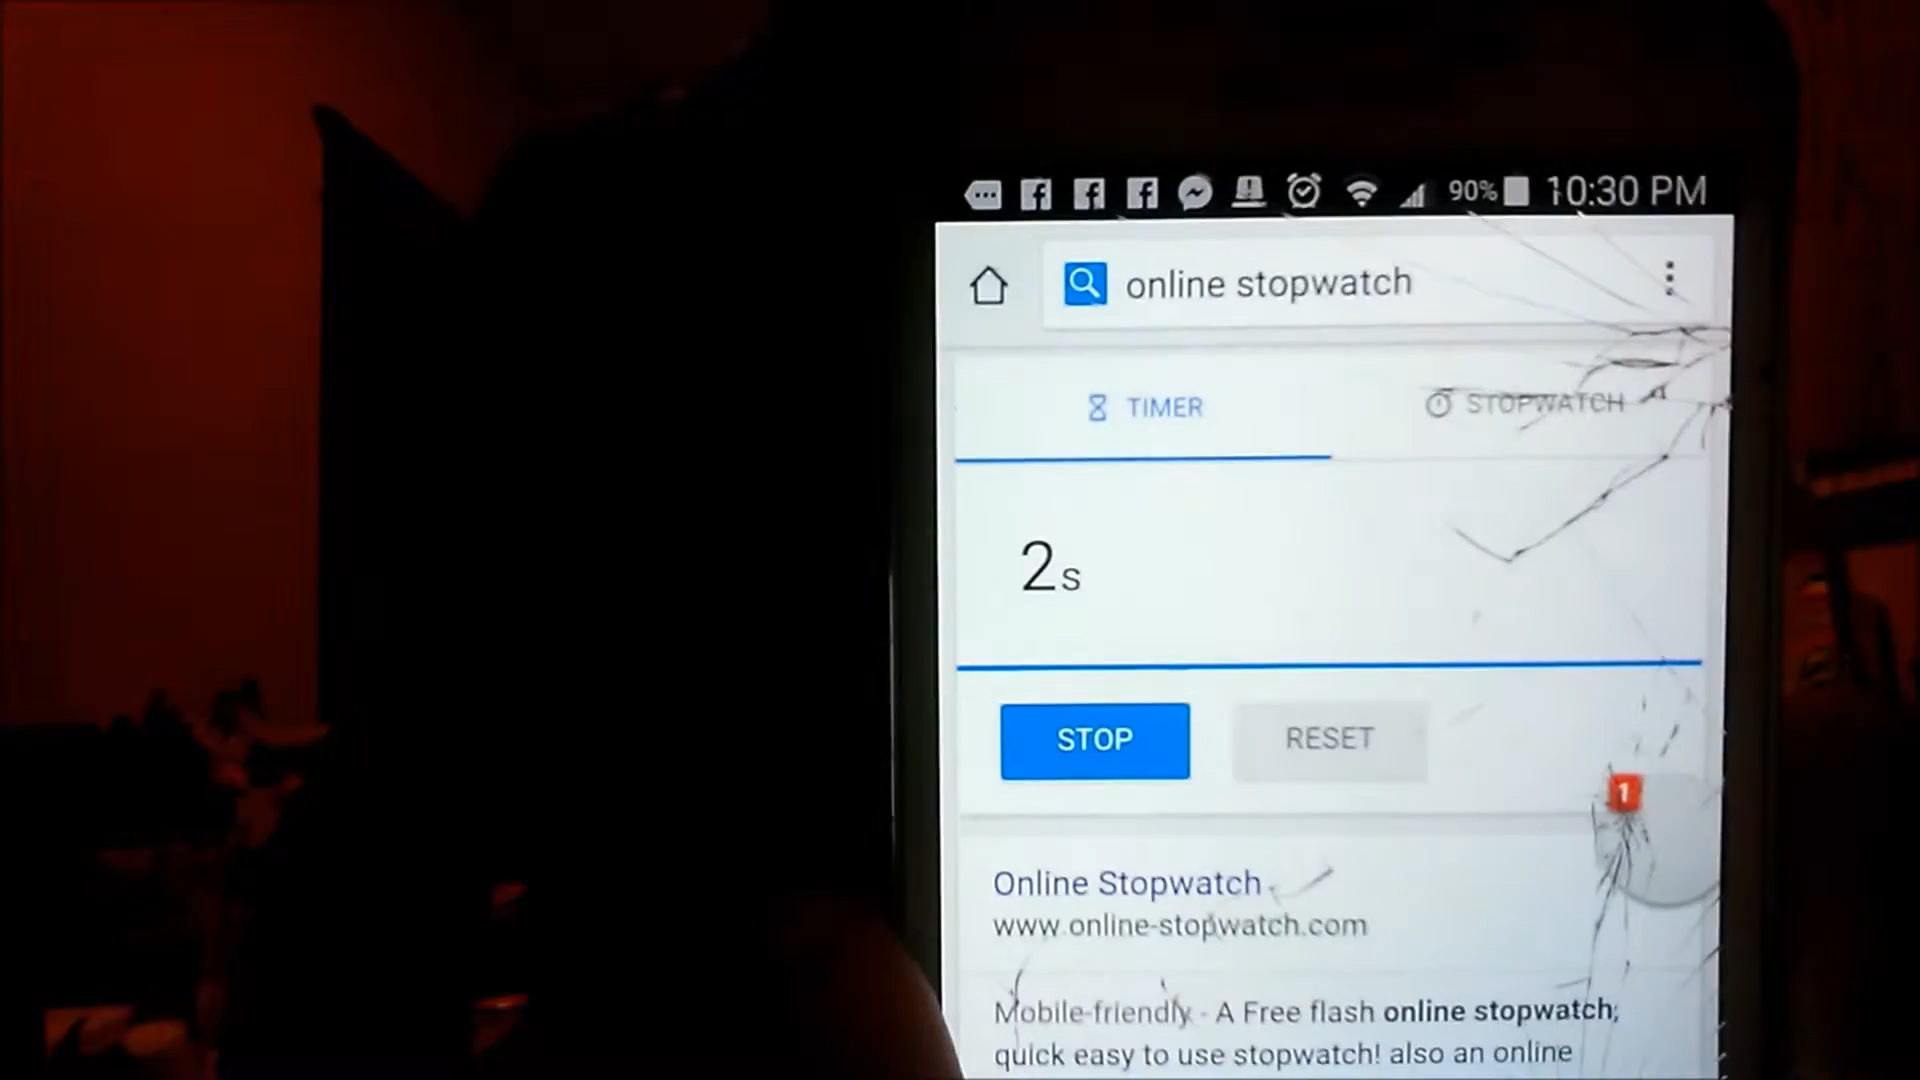 90% 10:30 PM
online stopwatch
TIMER STOPWATCH
2s
STOP RESET
1
Online Stopwatch
www.online-stopwatch.com
Mobile-friendly - A Free flash online stopwatch;
quick easy to use stopwatch! also an online